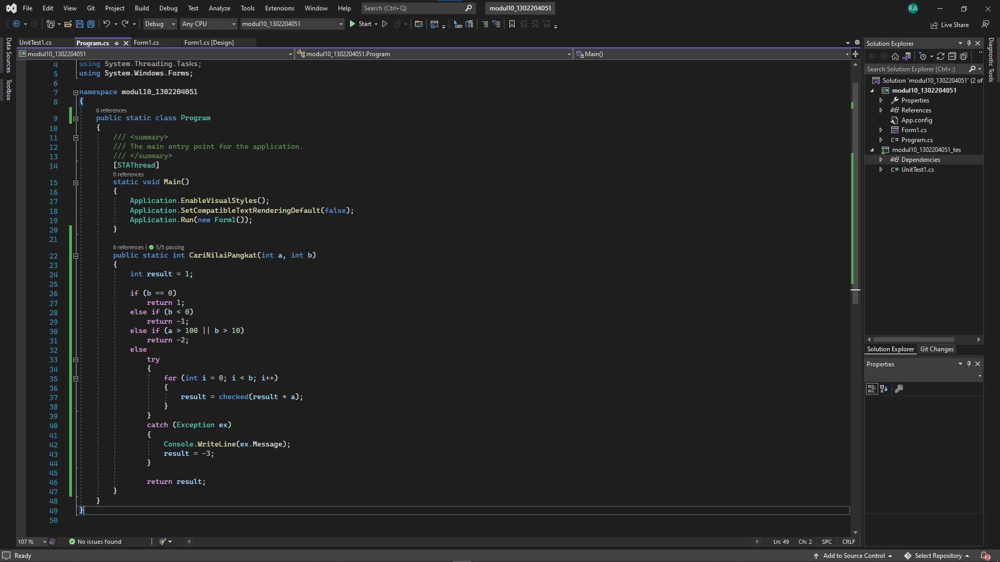 File Edit View Git Project Build Debug Test Analyze Tools Extensions Window Help Search (Ctrl+Q) modul10_1302204051 RA
Debug Any CPU modul10_1302204051 Start Live Share
Data Sources
Toolbox
UnitTest1.cs Program.cs Form1.cs Form1.cs [Design]
C# modul10_1302204051 modul10_1302204051.Program Main()
4 using System.Threading.Tasks;
5 using System.Windows.Forms;
6
7 namespace modul10_1302204051
8 {
6 references
9 public static class Program
10 {
11 /// <summary>
12 /// The main entry point for the application.
13 /// </summary>
14 [STAThread]
0 references
15 static void Main()
16 {
17 Application.EnableVisualStyles();
18 Application.SetCompatibleTextRenderingDefault(false);
19 Application.Run(new Form1());
20 }
21
6 references | 5/5 passing
22 public static int CariNilaiPangkat(int a, int b)
23 {
24 int result = 1;
25
26 if (b == 0)
27 return 1;
28 else if (b < 0)
29 return -1;
30 else if (a > 100 || b > 10)
31 return -2;
32 else
33 try
34 {
35 for (int i = 0; i < b; i++)
36 {
37 result = checked(result * a);
38 }
39 }
40 catch (Exception ex)
41 {
42 Console.WriteLine(ex.Message);
43 result = -3;
44 }
45
46 return result;
47 }
48 }
49 }
50
107 % No issues found Ln: 49 Ch: 2 SPC CRLF
Solution Explorer
Search Solution Explorer (Ctrl+;)
Solution 'modul10_1302204051' (2 of
C# modul10_1302204051
Properties
References
App.config
Form1.cs
C# Program.cs
modul10_1302204051_tes
Dependencies
C# UnitTest1.cs
Solution Explorer Git Changes
Properties
Diagnostic Tools
Ready Add to Source Control Select Repository 2